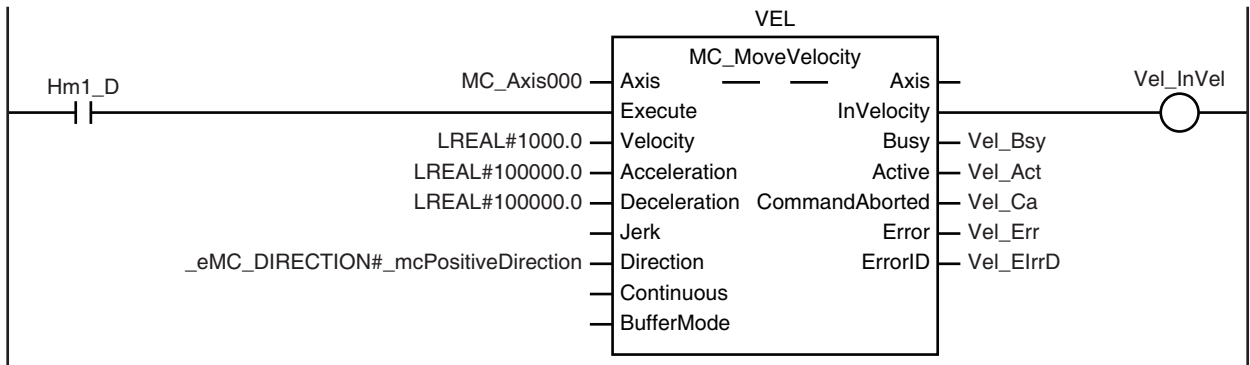 VEL
MC_MoveVelocity
Hm1_D
MC_Axis000 Axis Axis Vel_InVel
Execute InVelocity
LREAL#1000.0 Velocity Busy Vel_Bsy
LREAL#100000.0 Acceleration Active Vel_Act
LREAL#100000.0 Deceleration CommandAborted Vel_Ca
Jerk Error Vel_Err
_eMC_DIRECTION#_mcPositiveDirection Direction ErrorID Vel_ElrrD
Continuous
BufferMode